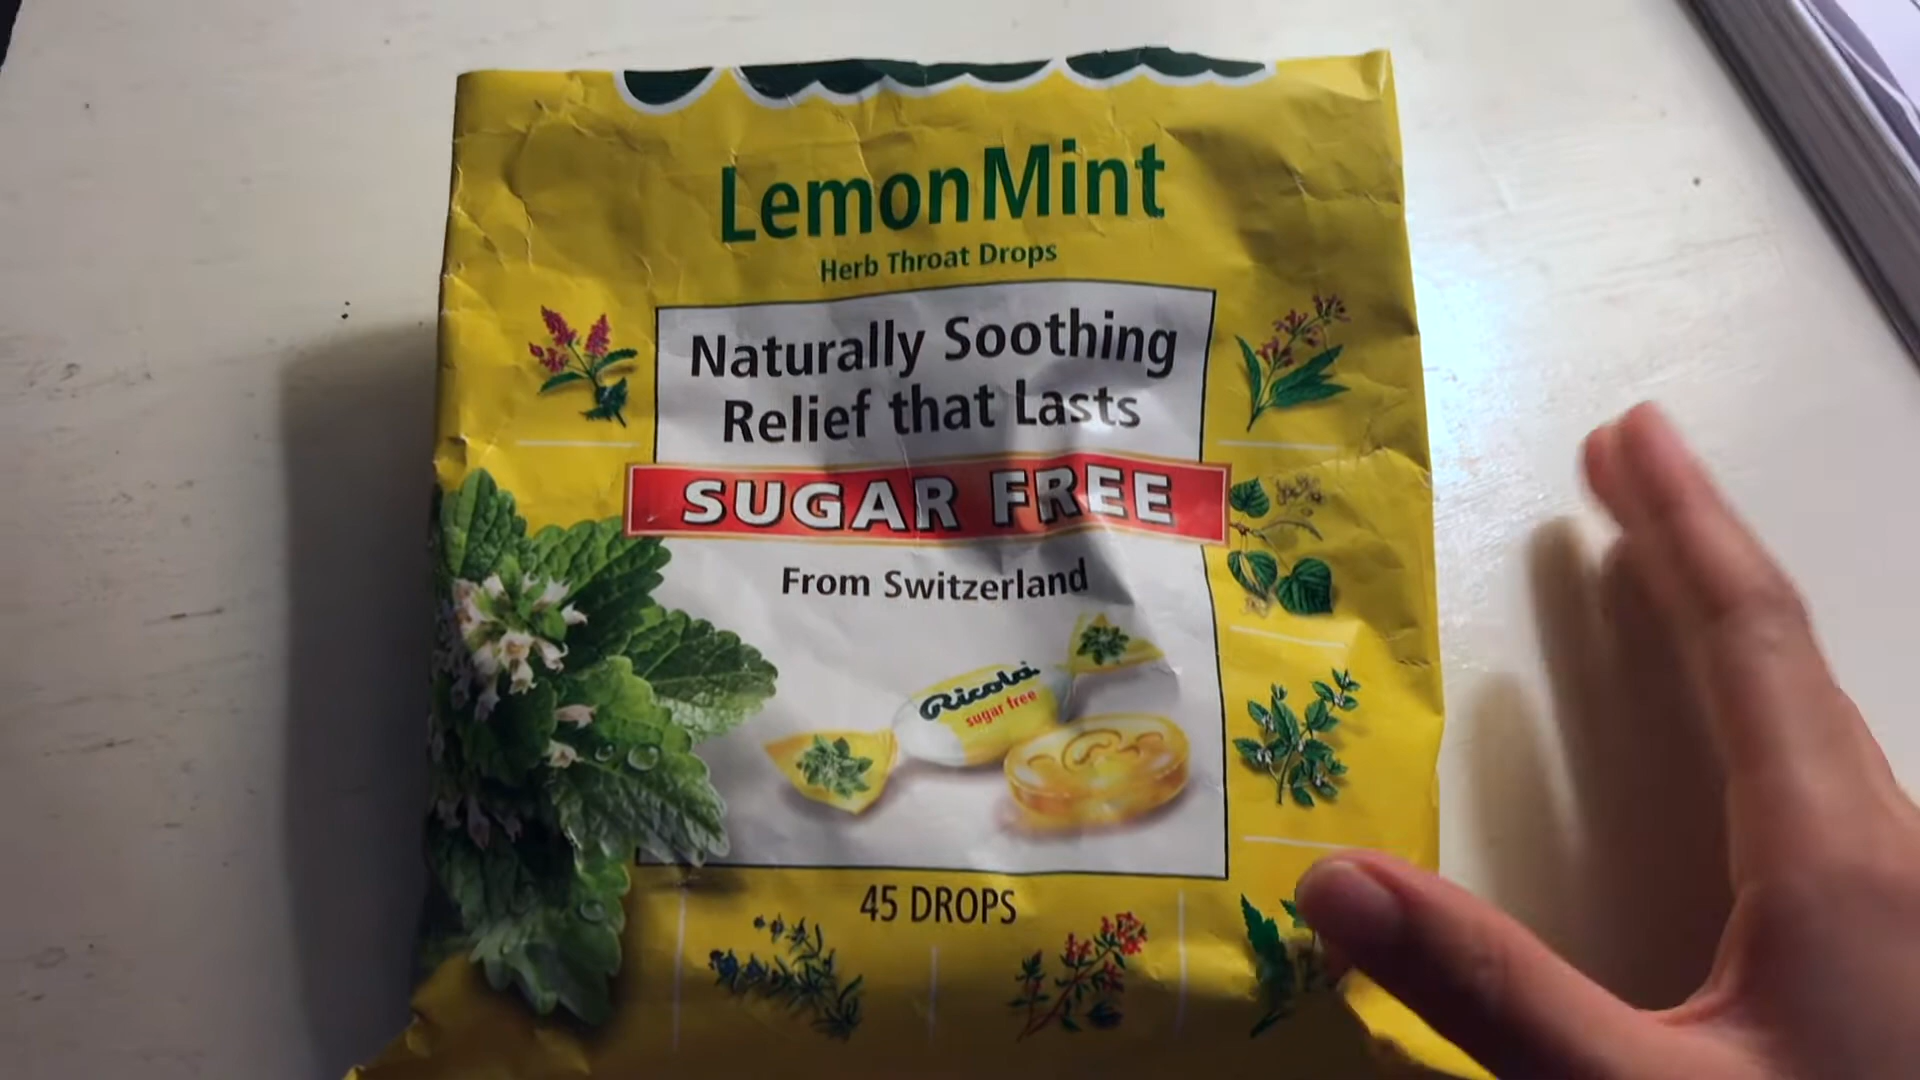 LemonMint
Herb Throat Drops
Naturally Soothing
Relief that Lasts
SUGAR FREE
From Switzerland
Ricola
sugar free
45 DROPS